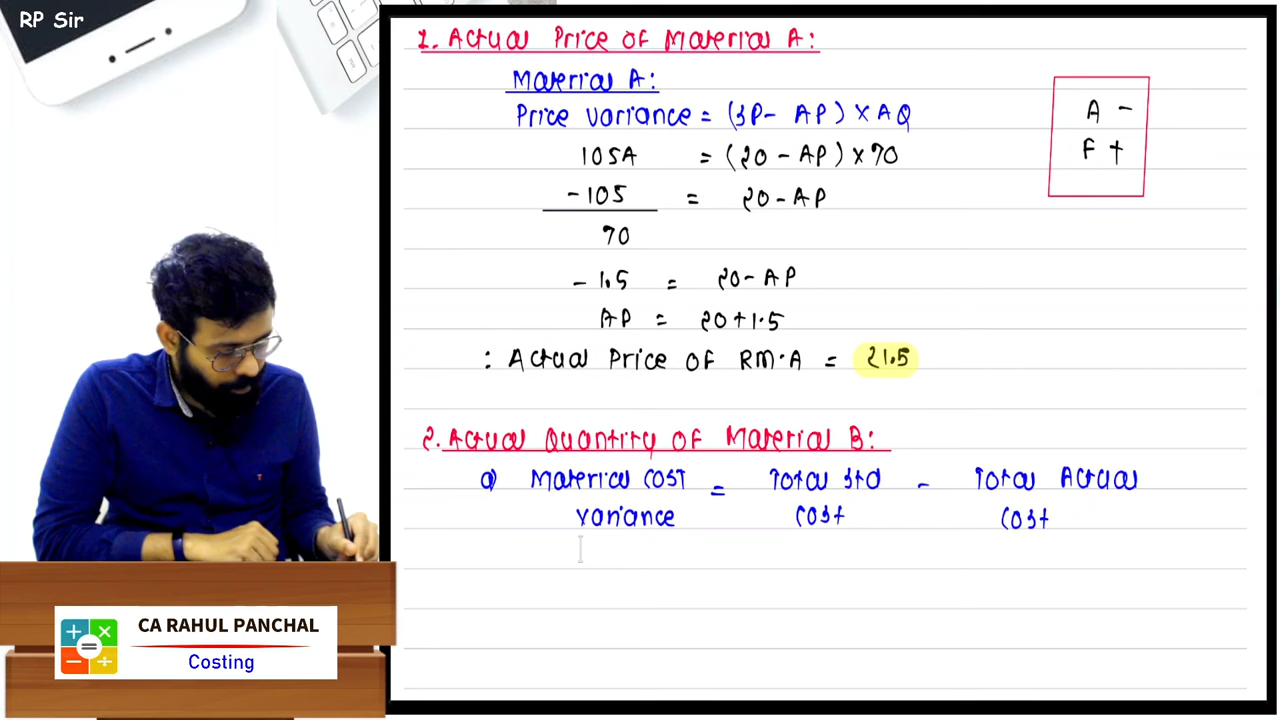 RP Sir
1. Actual Price of Material A:
Material A:
Price variance = (SP - AP) × AQ
105A = (20 - AP) × 70
-105 = 20 - AP
70
- 1.5 = 20 - AP
AP = 20 + 1.5
: Actual Price of RM.A = 21.5
A -
F +
2. Actual Quantity of Material B:
a) Material Cost = Total Std - Total Actual
variance Cost Cost
CA RAHUL PANCHAL
Costing